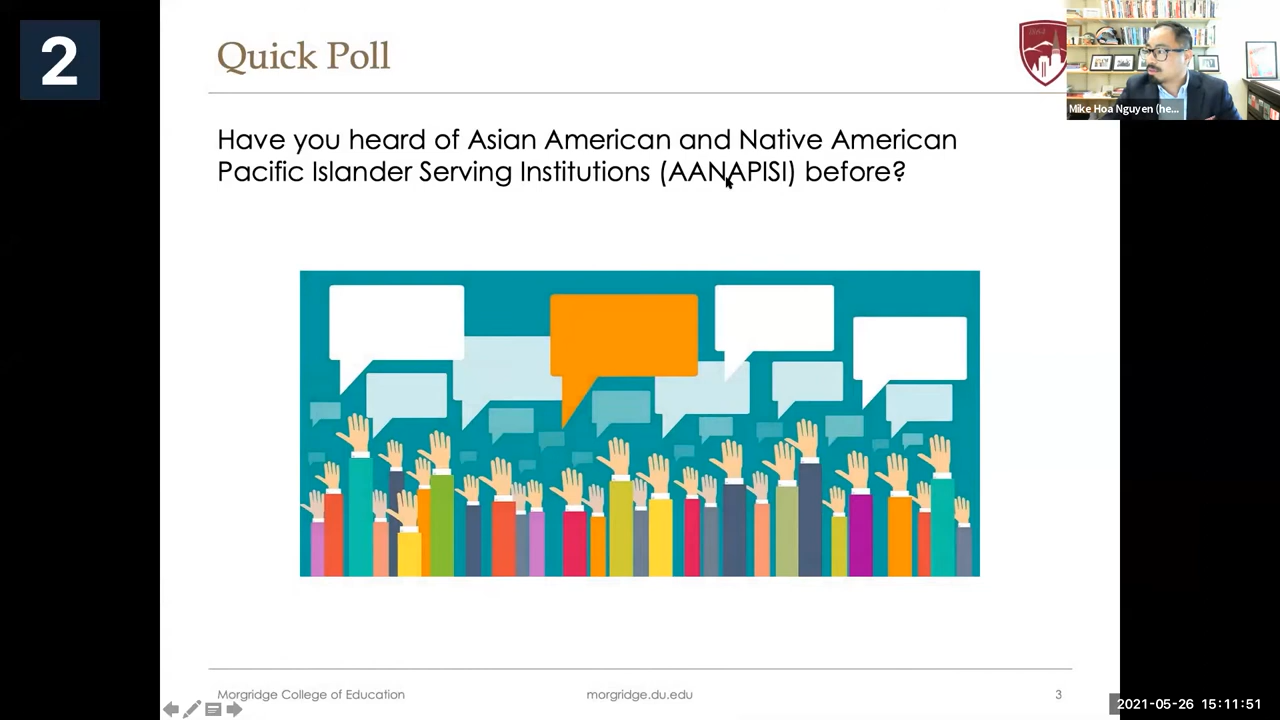 2
Quick Poll
Mike Hoa Nguyen (he...
Have you heard of Asian American and Native American
Pacific Islander Serving Institutions (AANAPISI) before?
Morgridge College of Education
morgridge.du.edu
3
2021-05-26 15:11:51